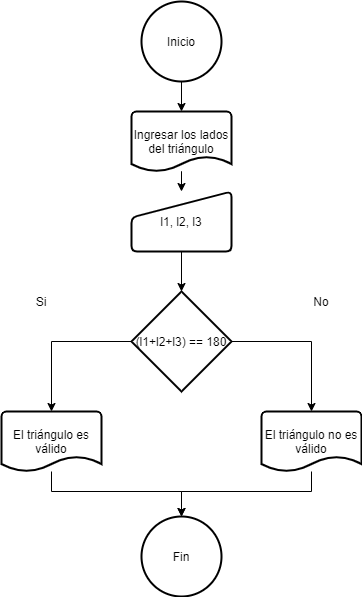 Inicio
Ingresar los lados
del triángulo
l1, l2, l3
Si
No
(l1+l2+l3) == 180
El triángulo es
válido
El triángulo no es
válido
Fin